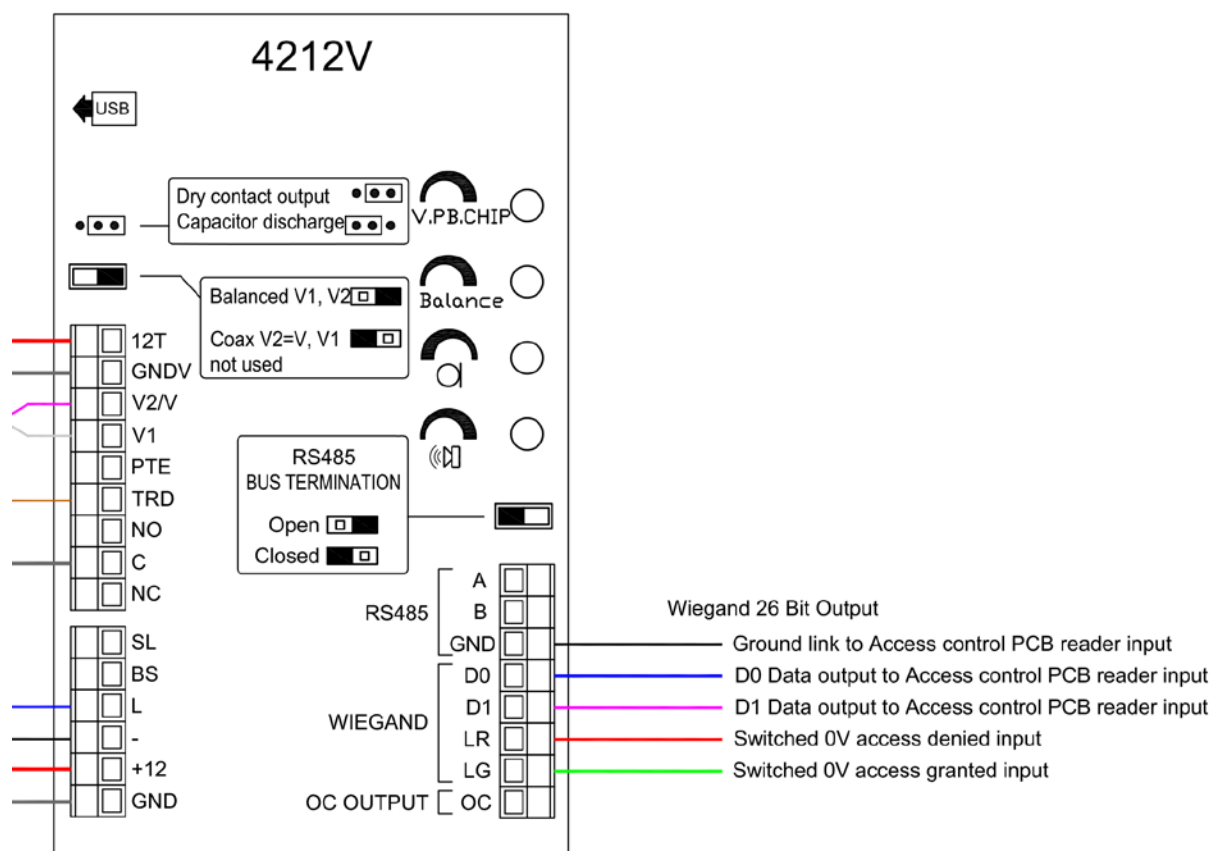 4212V
USB
Dry contact output
Capacitor discharge
V.PB.CHIP
Balanced V1, V2
Coax V2=V, V1
not used
Balance
12T
GNDV
V2/V
V1
PTE
TRD
NO
C
NC
RS485
BUS TERMINATION
Open
Closed
SL
BS
L
-
+12
GND
RS485
A
B
GND
WIEGAND
D0
D1
LR
LG
OC OUTPUT
OC
Wiegand 26 Bit Output
Ground link to Access control PCB reader input
D0 Data output to Access control PCB reader input
D1 Data output to Access control PCB reader input
Switched 0V access denied input
Switched 0V access granted input